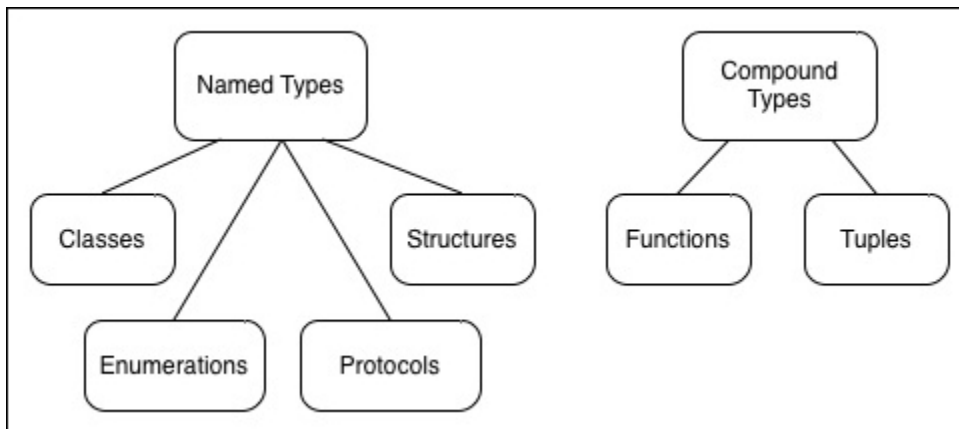 Named Types
Compound
Types
Classes
Structures
Functions
Tuples
Enumerations
Protocols